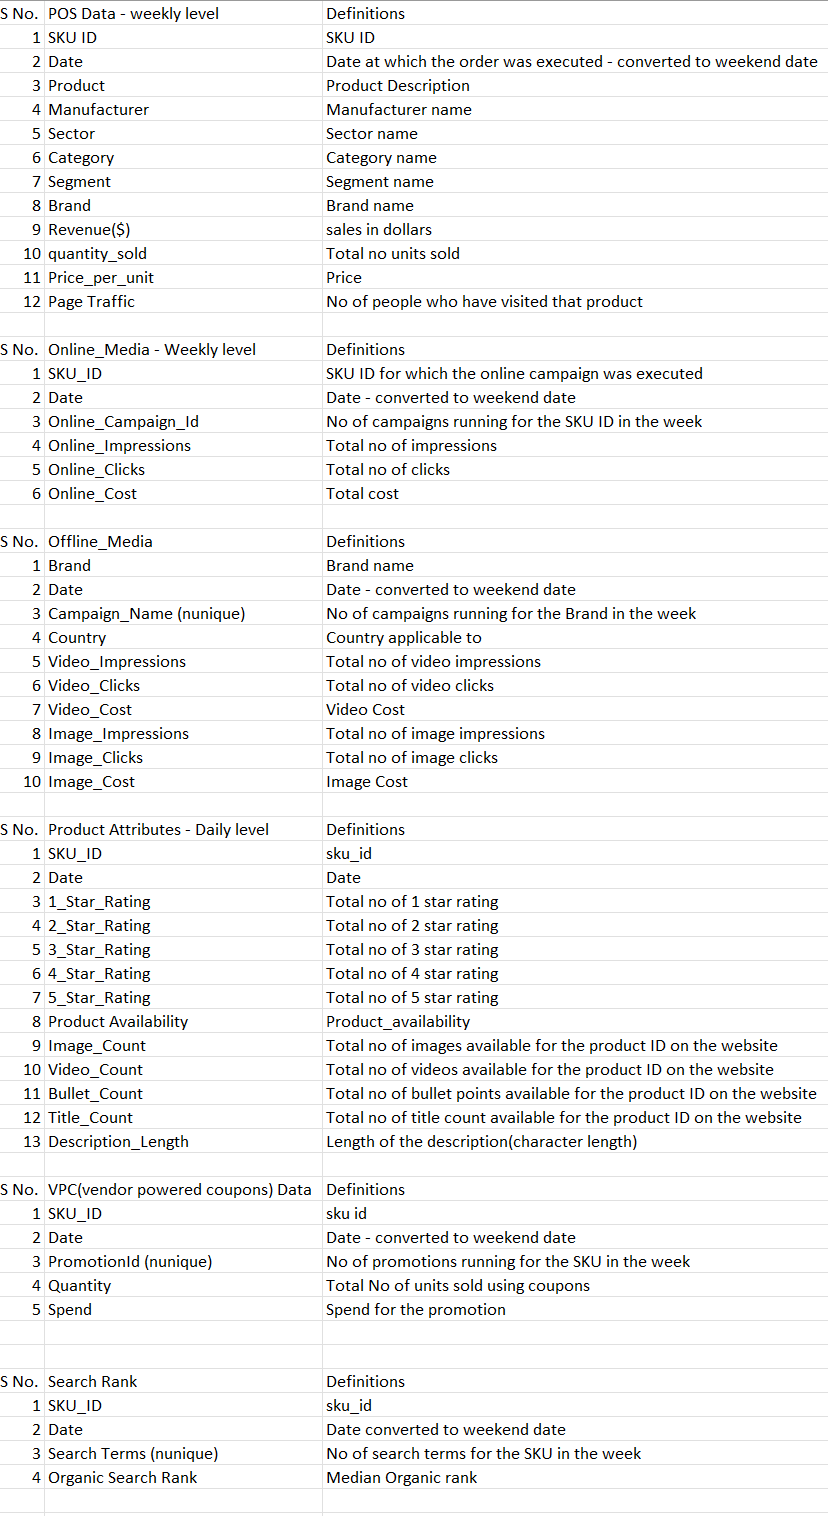 S No. POS Data - weekly level Definitions
1 SKU ID SKU ID
2 Date Date at which the order was executed - converted to weekend date
3 Product Product Description
4 Manufacturer Manufacturer name
5 Sector Sector name
6 Category Category name
7 Segment Segment name
8 Brand Brand name
9 Revenue($) sales in dollars
10 quantity_sold Total no units sold
11 Price_per_unit Price
12 Page Traffic No of people who have visited that product
S No. Online_Media - Weekly level Definitions
1 SKU_ID SKU ID for which the online campaign was executed
2 Date Date - converted to weekend date
3 Online_Campaign_Id No of campaigns running for the SKU ID in the week
4 Online_Impressions Total no of impressions
5 Online_Clicks Total no of clicks
6 Online_Cost Total cost
S No. Offline_Media Definitions
1 Brand Brand name
2 Date Date - converted to weekend date
3 Campaign_Name (nunique) No of campaigns running for the Brand in the week
4 Country Country applicable to
5 Video_Impressions Total no of video impressions
6 Video_Clicks Total no of video clicks
7 Video_Cost Video Cost
8 Image_Impressions Total no of image impressions
9 Image_Clicks Total no of image clicks
10 Image_Cost Image Cost
S No. Product Attributes - Daily level Definitions
1 SKU_ID sku_id
2 Date Date
3 1_Star_Rating Total no of 1 star rating
4 2_Star_Rating Total no of 2 star rating
5 3_Star_Rating Total no of 3 star rating
6 4_Star_Rating Total no of 4 star rating
7 5_Star_Rating Total no of 5 star rating
8 Product Availability Product_availability
9 Image_Count Total no of images available for the product ID on the website
10 Video_Count Total no of videos available for the product ID on the website
11 Bullet_Count Total no of bullet points available for the product ID on the website
12 Title_Count Total no of title count available for the product ID on the website
13 Description_Length Length of the description(character length)
S No. VPC(vendor powered coupons) Data Definitions
1 SKU_ID sku id
2 Date Date - converted to weekend date
3 PromotionId (nunique) No of promotions running for the SKU in the week
4 Quantity Total No of units sold using coupons
5 Spend Spend for the promotion
S No. Search Rank Definitions
1 SKU_ID sku_id
2 Date Date converted to weekend date
3 Search Terms (nunique) No of search terms for the SKU in the week
4 Organic Search Rank Median Organic rank